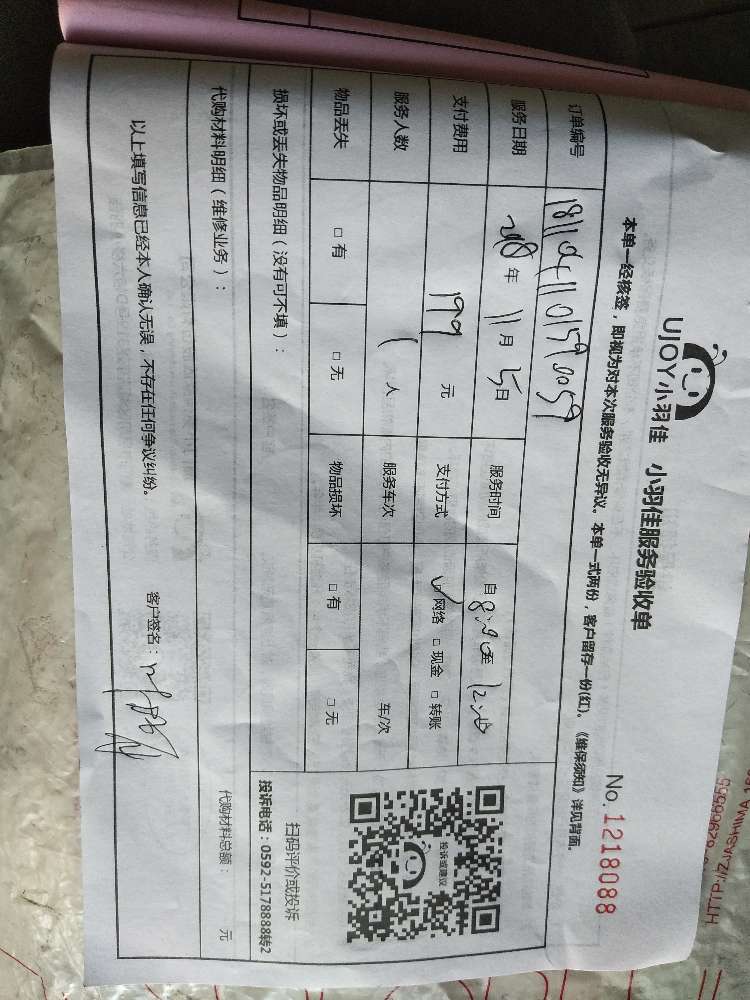 UJOY小羽佳 小羽佳服务验收单
No. 1218088
本单一经核签，即视为对本次服务验收无异议。本单一式两份，客户留存一份(红)。《维保须知》详见背面。
订单编号
服务日期 2018年 11月 5日 服务时间 自 8:00 至 12:00
支付费用 199 元 支付方式 ✓网络 □ 现金 □ 转账
服务人数 1 人 服务车次 车/次
物品丢失 □ 有 □ 无 物品损坏 □ 有 □ 无
损坏或丢失物品明细（没有可不填）：
投诉或建议
扫码评价或投诉
投诉电话：0592-5178888转2
代购材料明细（维修业务）： 代购材料总额： 元
以上填写信息已经本人确认无误，不存在任何争议纠纷。 客户签名：